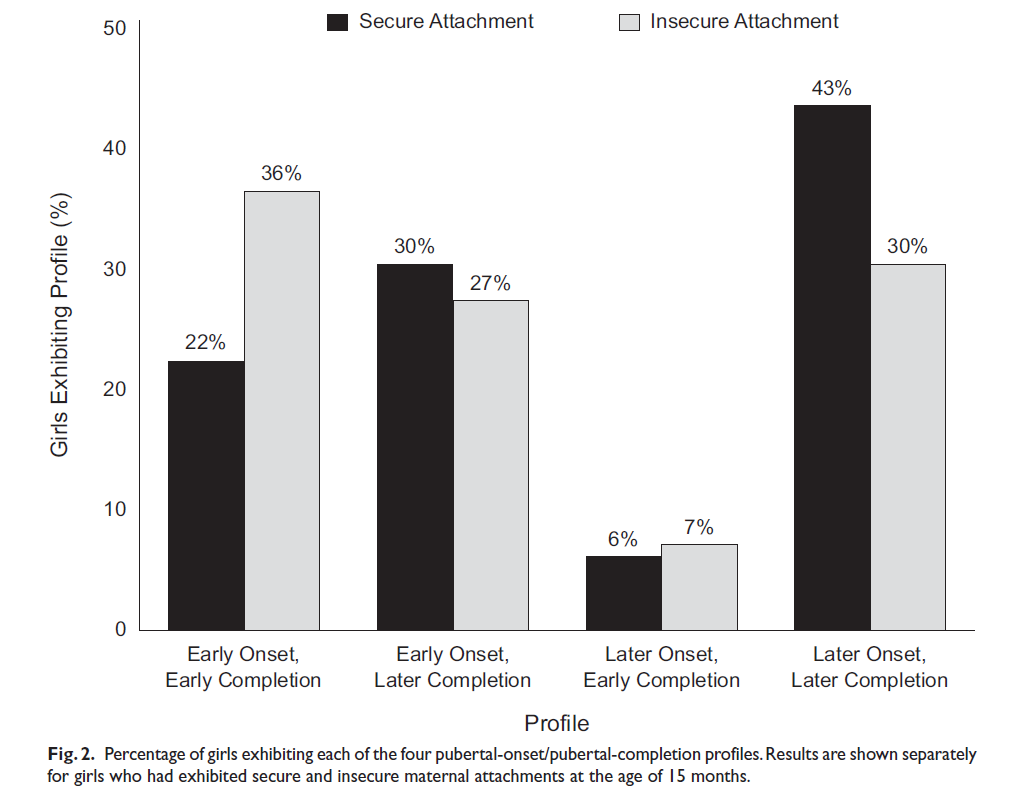 Secure Attachment
Insecure Attachment
Girls Exhibiting Profile (%)
50
40
30
20
10
0
22%
36%
30%
27%
6%
7%
43%
30%
Early Onset,
Early Completion
Early Onset,
Later Completion
Later Onset,
Early Completion
Later Onset,
Later Completion
Profile
Fig. 2. Percentage of girls exhibiting each of the four pubertal-onset/pubertal-completion profiles. Results are shown separately
for girls who had exhibited secure and insecure maternal attachments at the age of 15 months.